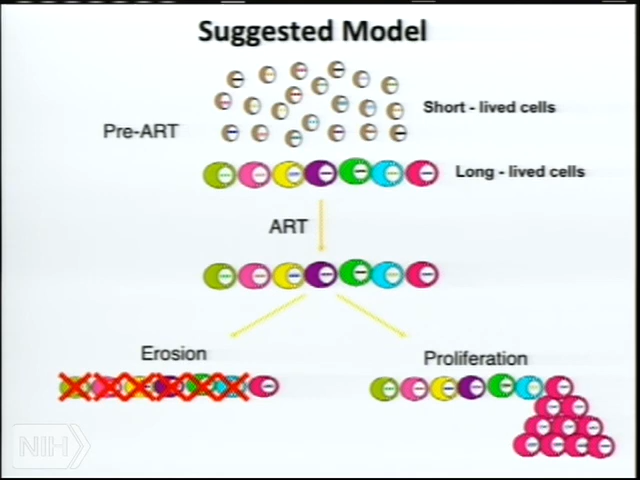 Suggested Model
Short - lived cells
Pre-ART
Long - lived cells
ART
Erosion
Proliferation
NIH